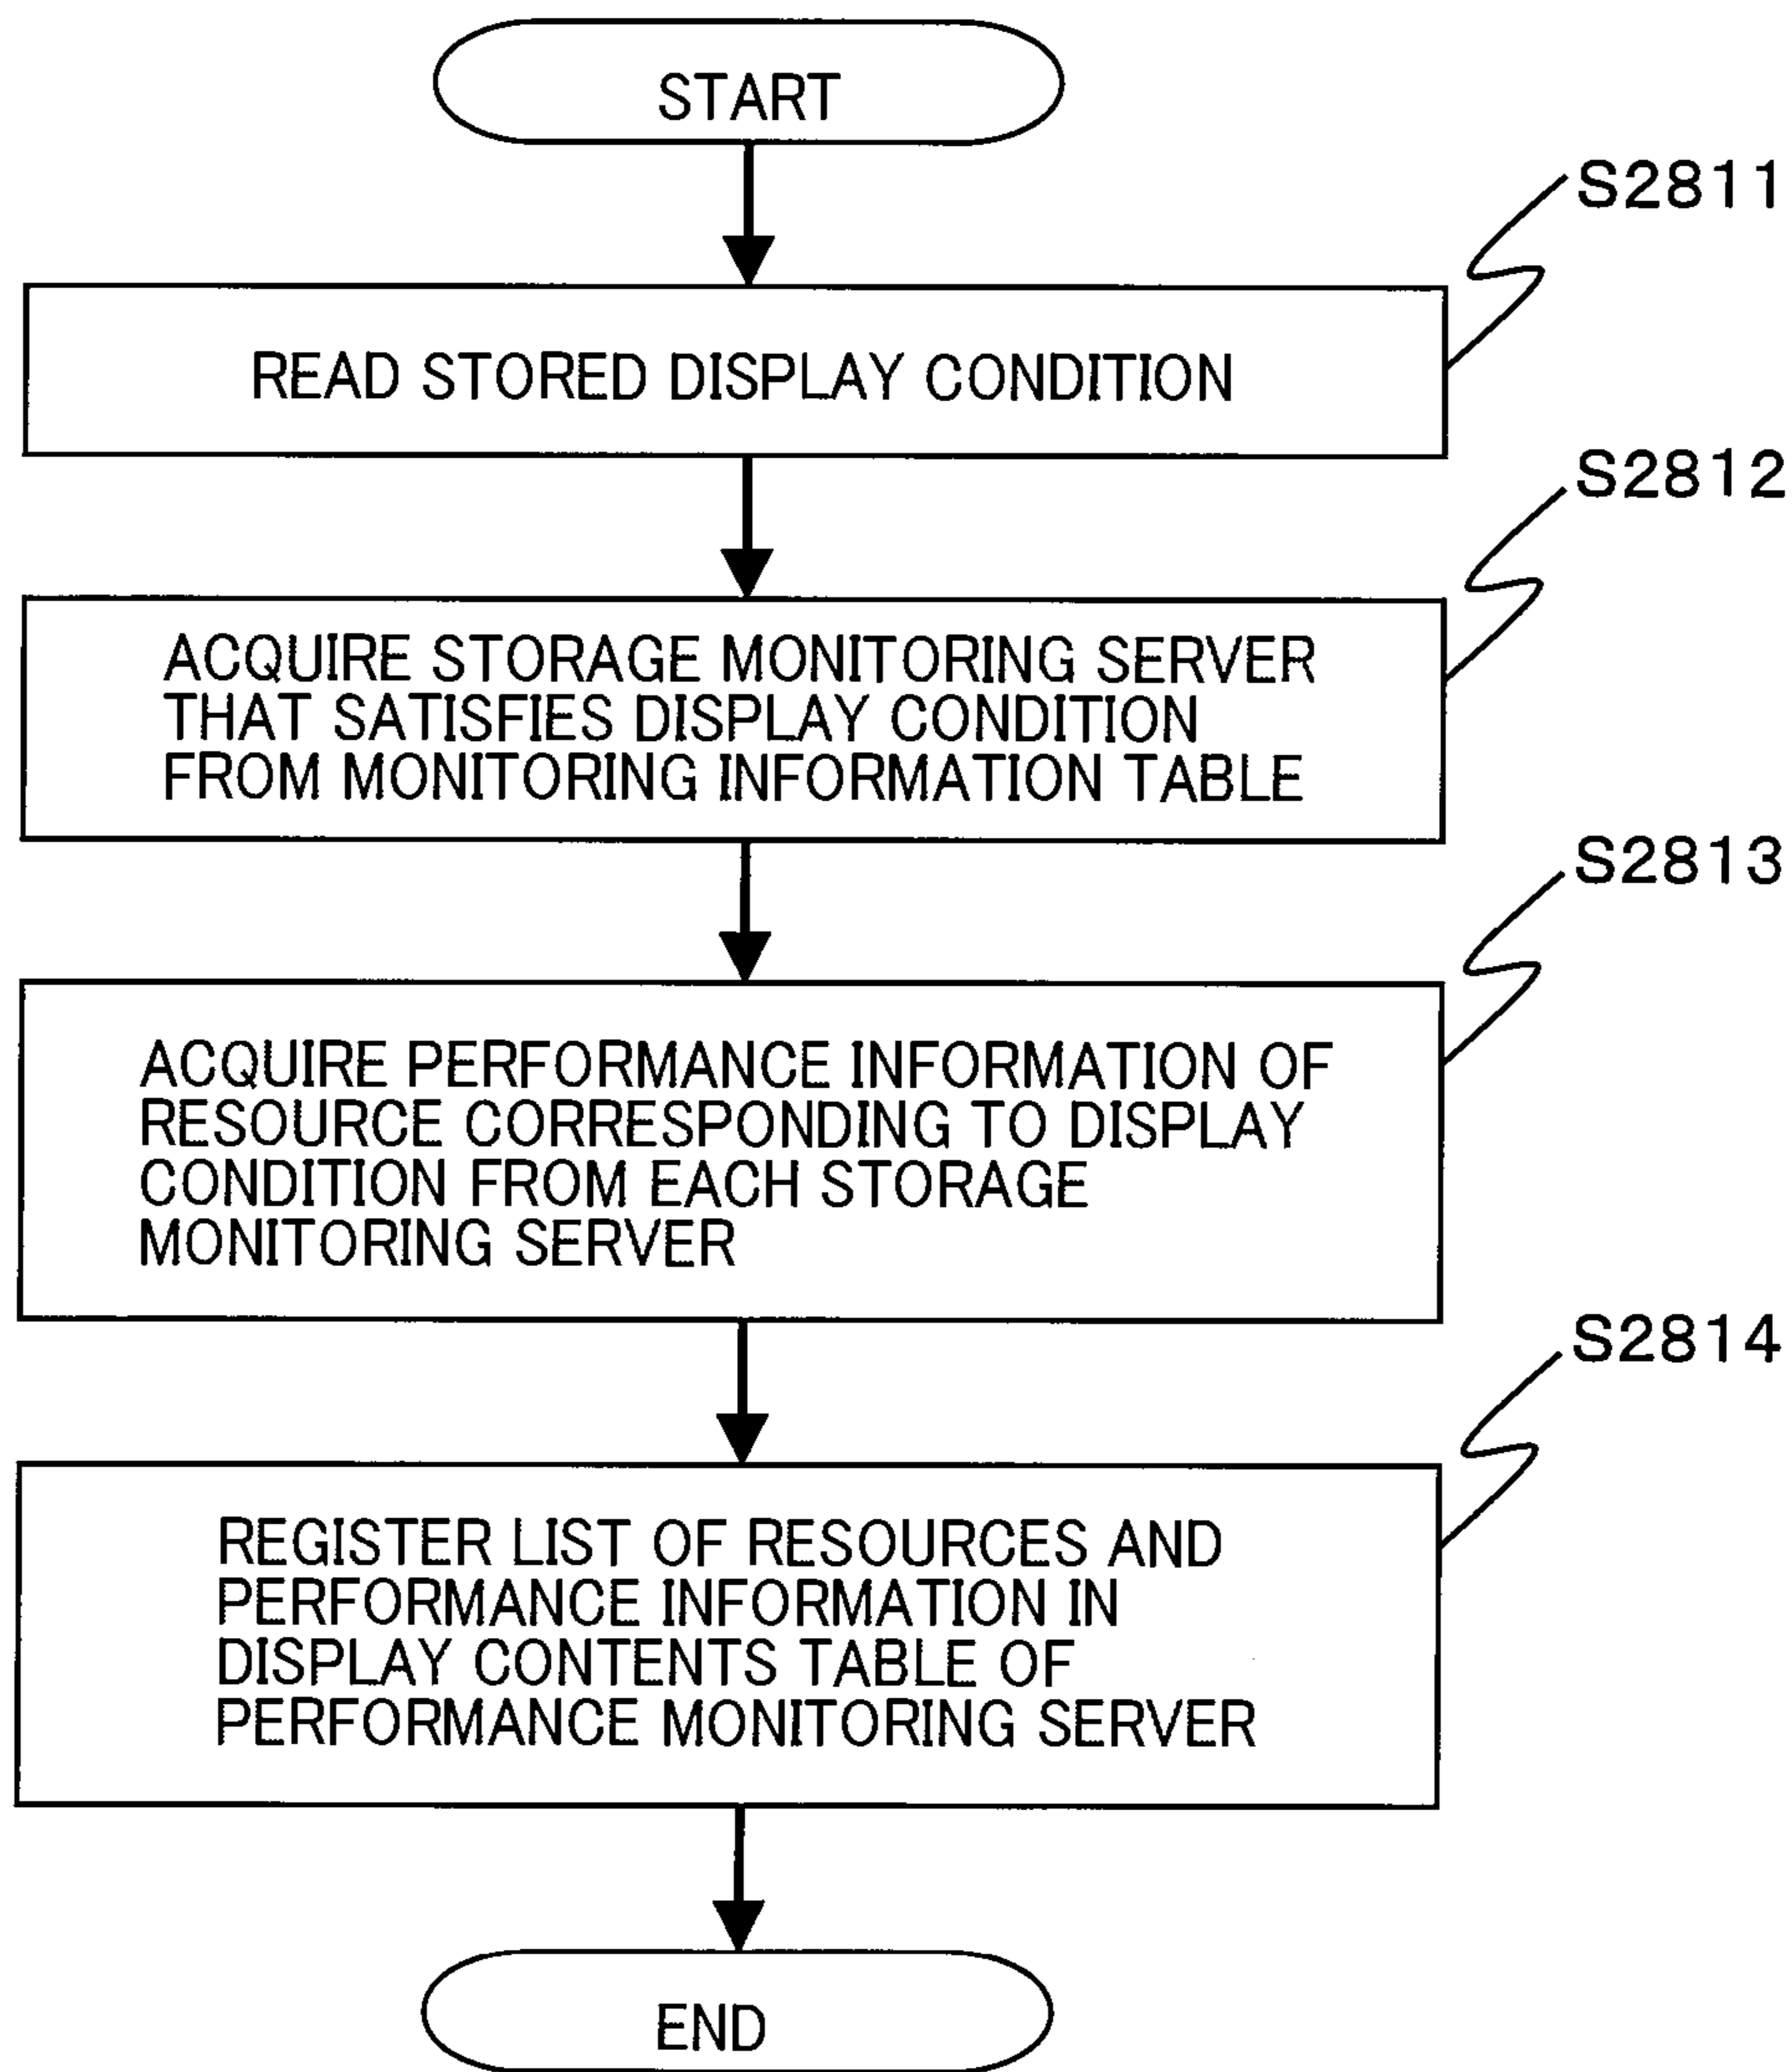 START
S2811
READ STORED DISPLAY CONDITION
S2812
ACQUIRE STORAGE MONITORING SERVER
THAT SATISFIES DISPLAY CONDITION
FROM MONITORING INFORMATION TABLE
S2813
ACQUIRE PERFORMANCE INFORMATION OF
RESOURCE CORRESPONDING TO DISPLAY
CONDITION FROM EACH STORAGE
MONITORING SERVER
S2814
REGISTER LIST OF RESOURCES AND
PERFORMANCE INFORMATION IN
DISPLAY CONTENTS TABLE OF
PERFORMANCE MONITORING SERVER
END